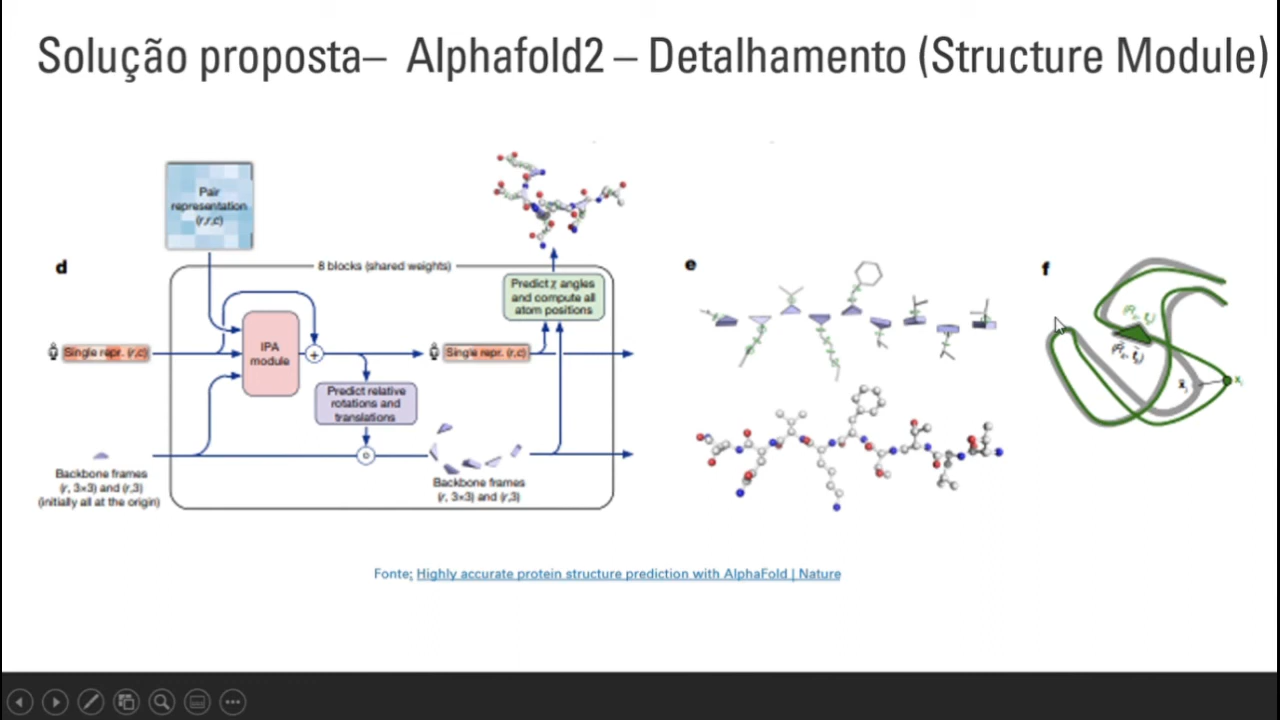 Solução proposta– Alphafold2 – Detalhamento (Structure Module)
Pair
representation
(r,r,c)
d
8 blocks (shared weights)
Predict χ angles
and compute all
atom positions
IPA
module
+
Single repr. (r,c)
Single repr. (r,c)
Predict relative
rotations and
translations
Backbone frames
(r, 3×3) and (r,3)
(initially all at the origin)
Backbone frames
(r, 3×3) and (r,3)
e
f
Fonte: Highly accurate protein structure prediction with AlphaFold | Nature